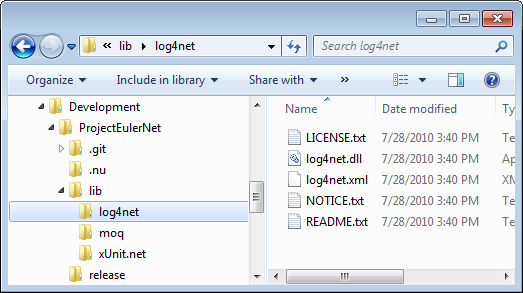 « lib ▸ log4net
Search log4net
Organize Include in library Share with »
Development
ProjectEulerNet
.git
.nu
lib
log4net
moq
xUnit.net
release
Name Date modified Ty
LICENSE.txt 7/28/2010 3:40 PM Te
log4net.dll 7/28/2010 3:40 PM Ap
log4net.xml 7/28/2010 3:40 PM XM
NOTICE.txt 7/28/2010 3:40 PM Te
README.txt 7/28/2010 3:40 PM Te